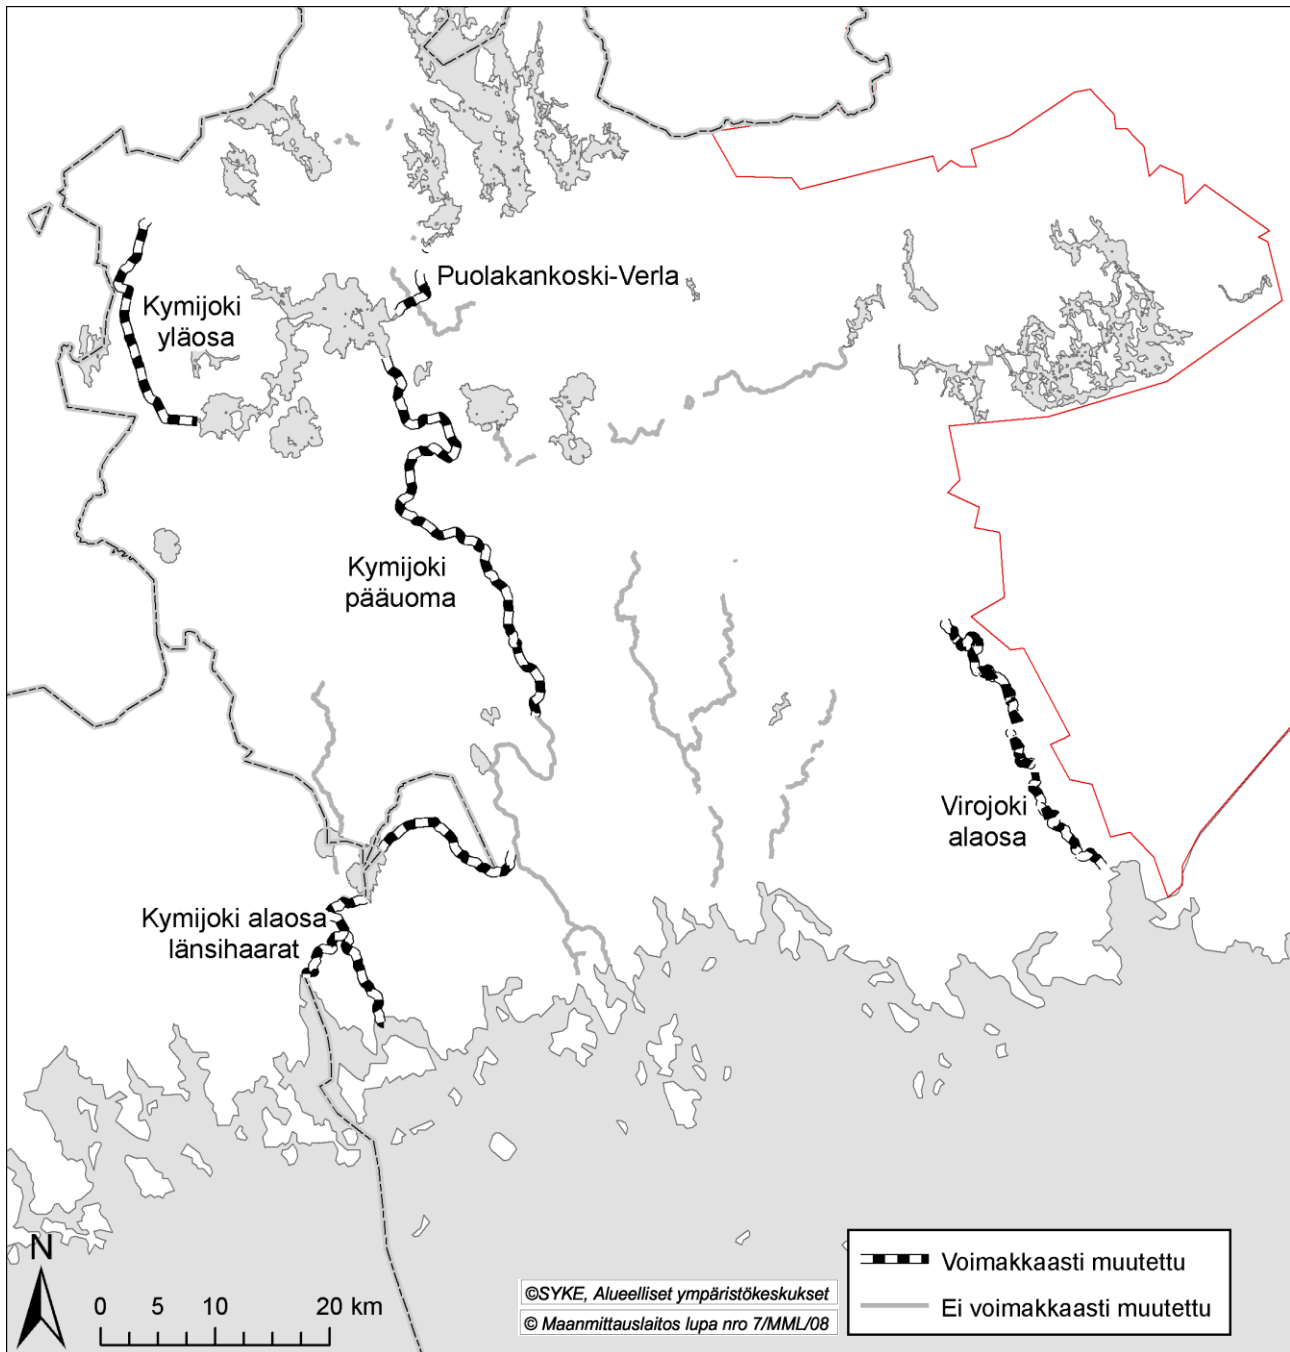 Puolakankoski-Verla
Kymijoki
yläosa
Kymijoki
pääuoma
Virojoki
alaosa
Kymijoki alaosa
länsihaarat
N
0 5 10 20 km
©SYKE, Alueelliset ympäristökeskukset
© Maanmittauslaitos lupa nro 7/MML/08
Voimakkaasti muutettu
Ei voimakkaasti muutettu